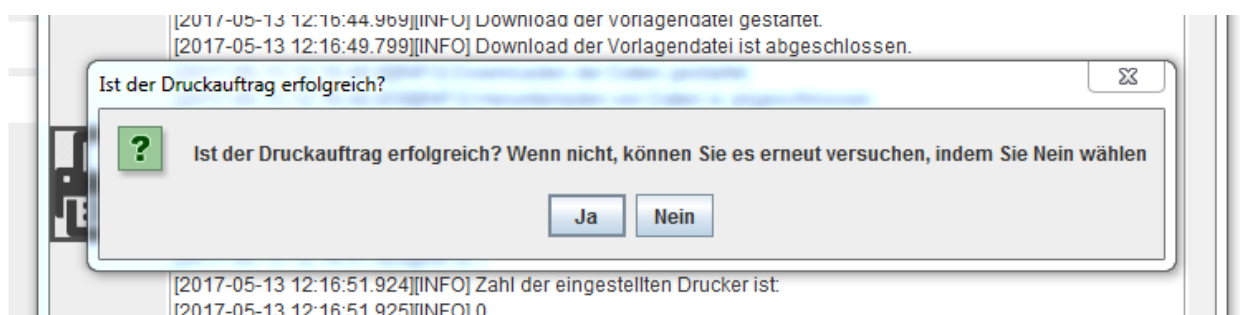 [2017-05-13 12:16:44.969][INFO] Download der Vorlagendatei gestartet.
[2017-05-13 12:16:49.799][INFO] Download der Vorlagendatei ist abgeschlossen.
Ist der Druckauftrag erfolgreich?
Ist der Druckauftrag erfolgreich? Wenn nicht, können Sie es erneut versuchen, indem Sie Nein wählen
Ja Nein
[2017-05-13 12:16:51.924][INFO] Zahl der eingestellten Drucker ist:
[2017-05-13 12:16:51.925][INFO] 0